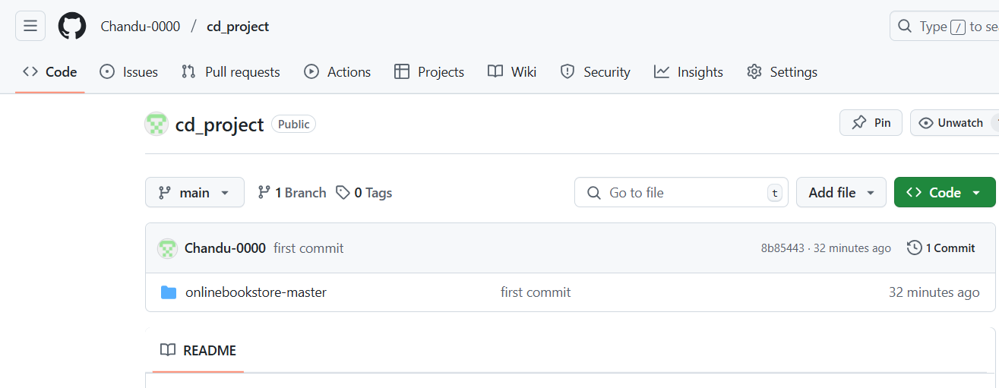 Chandu-0000 / cd_project
Type / to se
Code Issues Pull requests Actions Projects Wiki Security Insights Settings
cd_project Public
Pin Unwatch
main 1 Branch 0 Tags
Go to file t
Add file Code
Chandu-0000 first commit 8b85443 · 32 minutes ago 1 Commit
onlinebookstore-master first commit 32 minutes ago
README